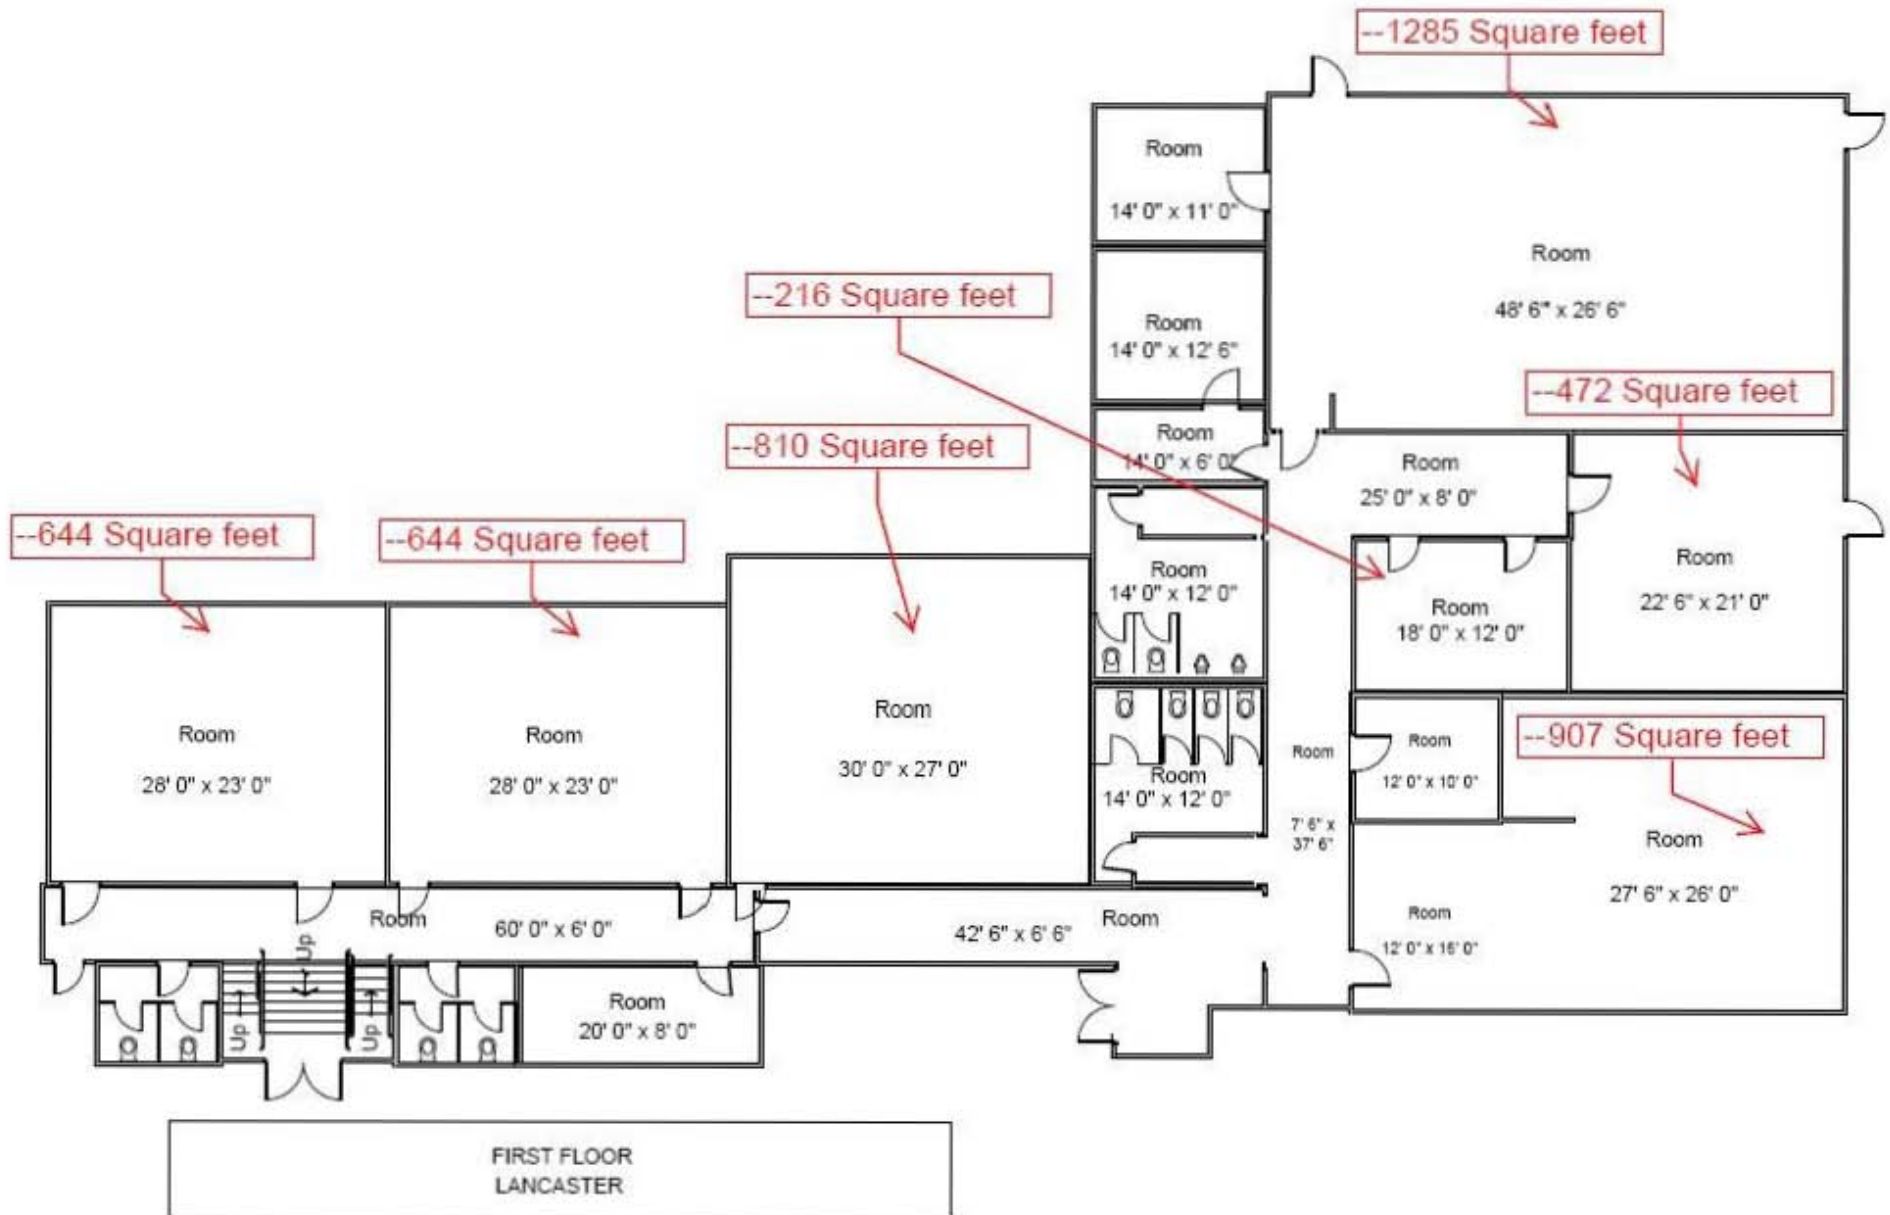 --1285 Square feet
Room
14' 0" x 11' 0"
Room
48' 6" x 26' 6"
--216 Square feet
Room
14' 0" x 12' 6"
--472 Square feet
--810 Square feet
Room
14' 0" x 6' 0"
Room
25' 0" x 8' 0"
--644 Square feet
--644 Square feet
Room
14' 0" x 12' 0"
Room
18' 0" x 12' 0"
Room
22' 6" x 21' 0"
Room
28' 0" x 23' 0"
Room
28' 0" x 23' 0"
Room
30' 0" x 27' 0"
Room
14' 0" x 12' 0"
Room
7' 6" x
37' 6"
Room
12' 0" x 10' 0"
--907 Square feet
Room
27' 6" x 26' 0"
Room
60' 0" x 6' 0"
42' 6" x 6' 6"
Room
Room
12' 0" x 16' 0"
Up
Up
Up
Room
20' 0" x 8' 0"
FIRST FLOOR
LANCASTER